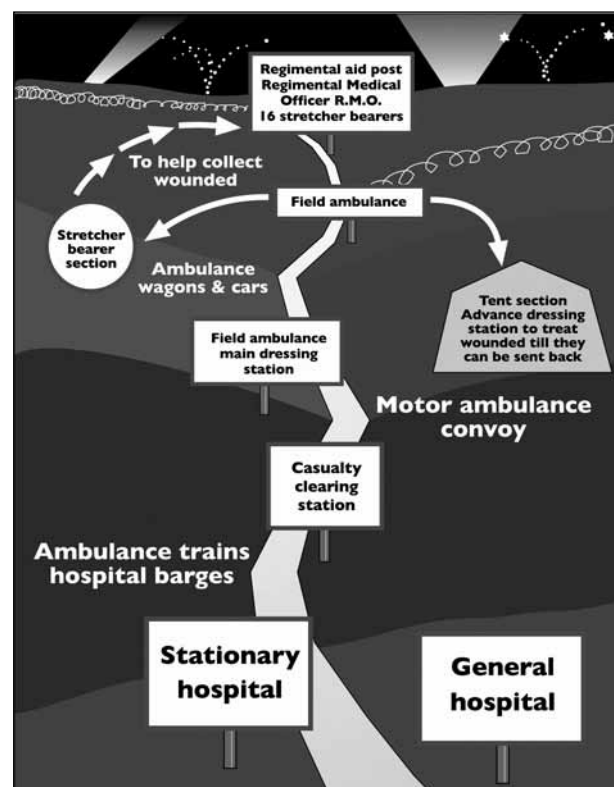 Regimental aid post
Regimental Medical
Officer R.M.O.
16 stretcher bearers
To help collect
wounded
Field ambulance
Stretcher
bearer
section
Ambulance
wagons & cars
Tent section
Advance dressing
station to treat
wounded till they
can be sent back
Field ambulance
main dressing
station
Motor ambulance
convoy
Casualty
clearing
station
Ambulance trains
hospital barges
Stationary
hospital
General
hospital